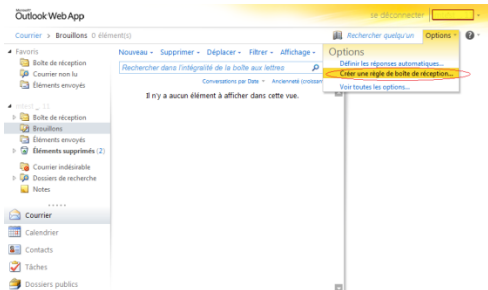 Microsoft
Outlook Web App
se déconnecter
Courrier › Brouillons 0 élément(s)
Rechercher quelqu'un
Options
Favoris
Boîte de réception
Courrier non lu
Éléments envoyés
Boîte de réception
Brouillons
Éléments envoyés
Éléments supprimés (2)
Courrier indésirable
Dossiers de recherche
Notes
Courrier
Calendrier
Contacts
Tâches
Dossiers publics
Nouveau
Supprimer
Déplacer
Filtrer
Affichage
Rechercher dans l'intégralité de la boîte aux lettres
Conversations par Date
Ancienneté (croissan
Il n'y a aucun élément à afficher dans cette vue.
Options
Définir les réponses automatiques...
Créer une règle de boîte de réception...
Voir toutes les options...